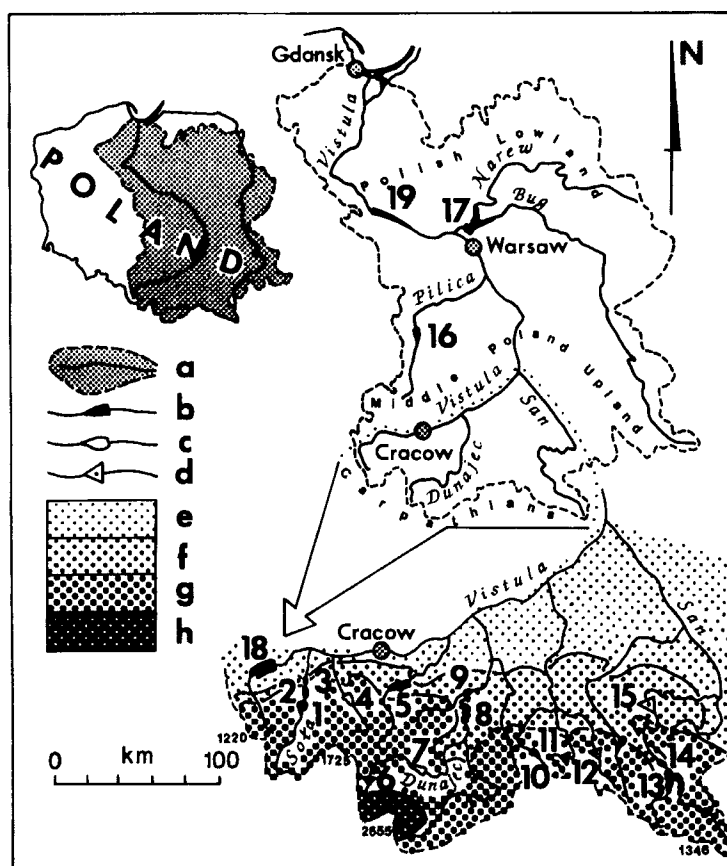 Gdansk
N
Vistula
Polish Lowland
Narew
POLAND
19
17
Bug
Warsaw
Pilica
16
Middle Poland Upland
Vistula
San
Cracow
Dunajec
Carpathians
a
b
c
d
e
f
g
h
Vistula
San
Cracow
18
2
3
4
5
9
15
1
8
1220
Soła
1725
7
11
14
6
Dunajec
10
12
13
2655
1346
0 km 100